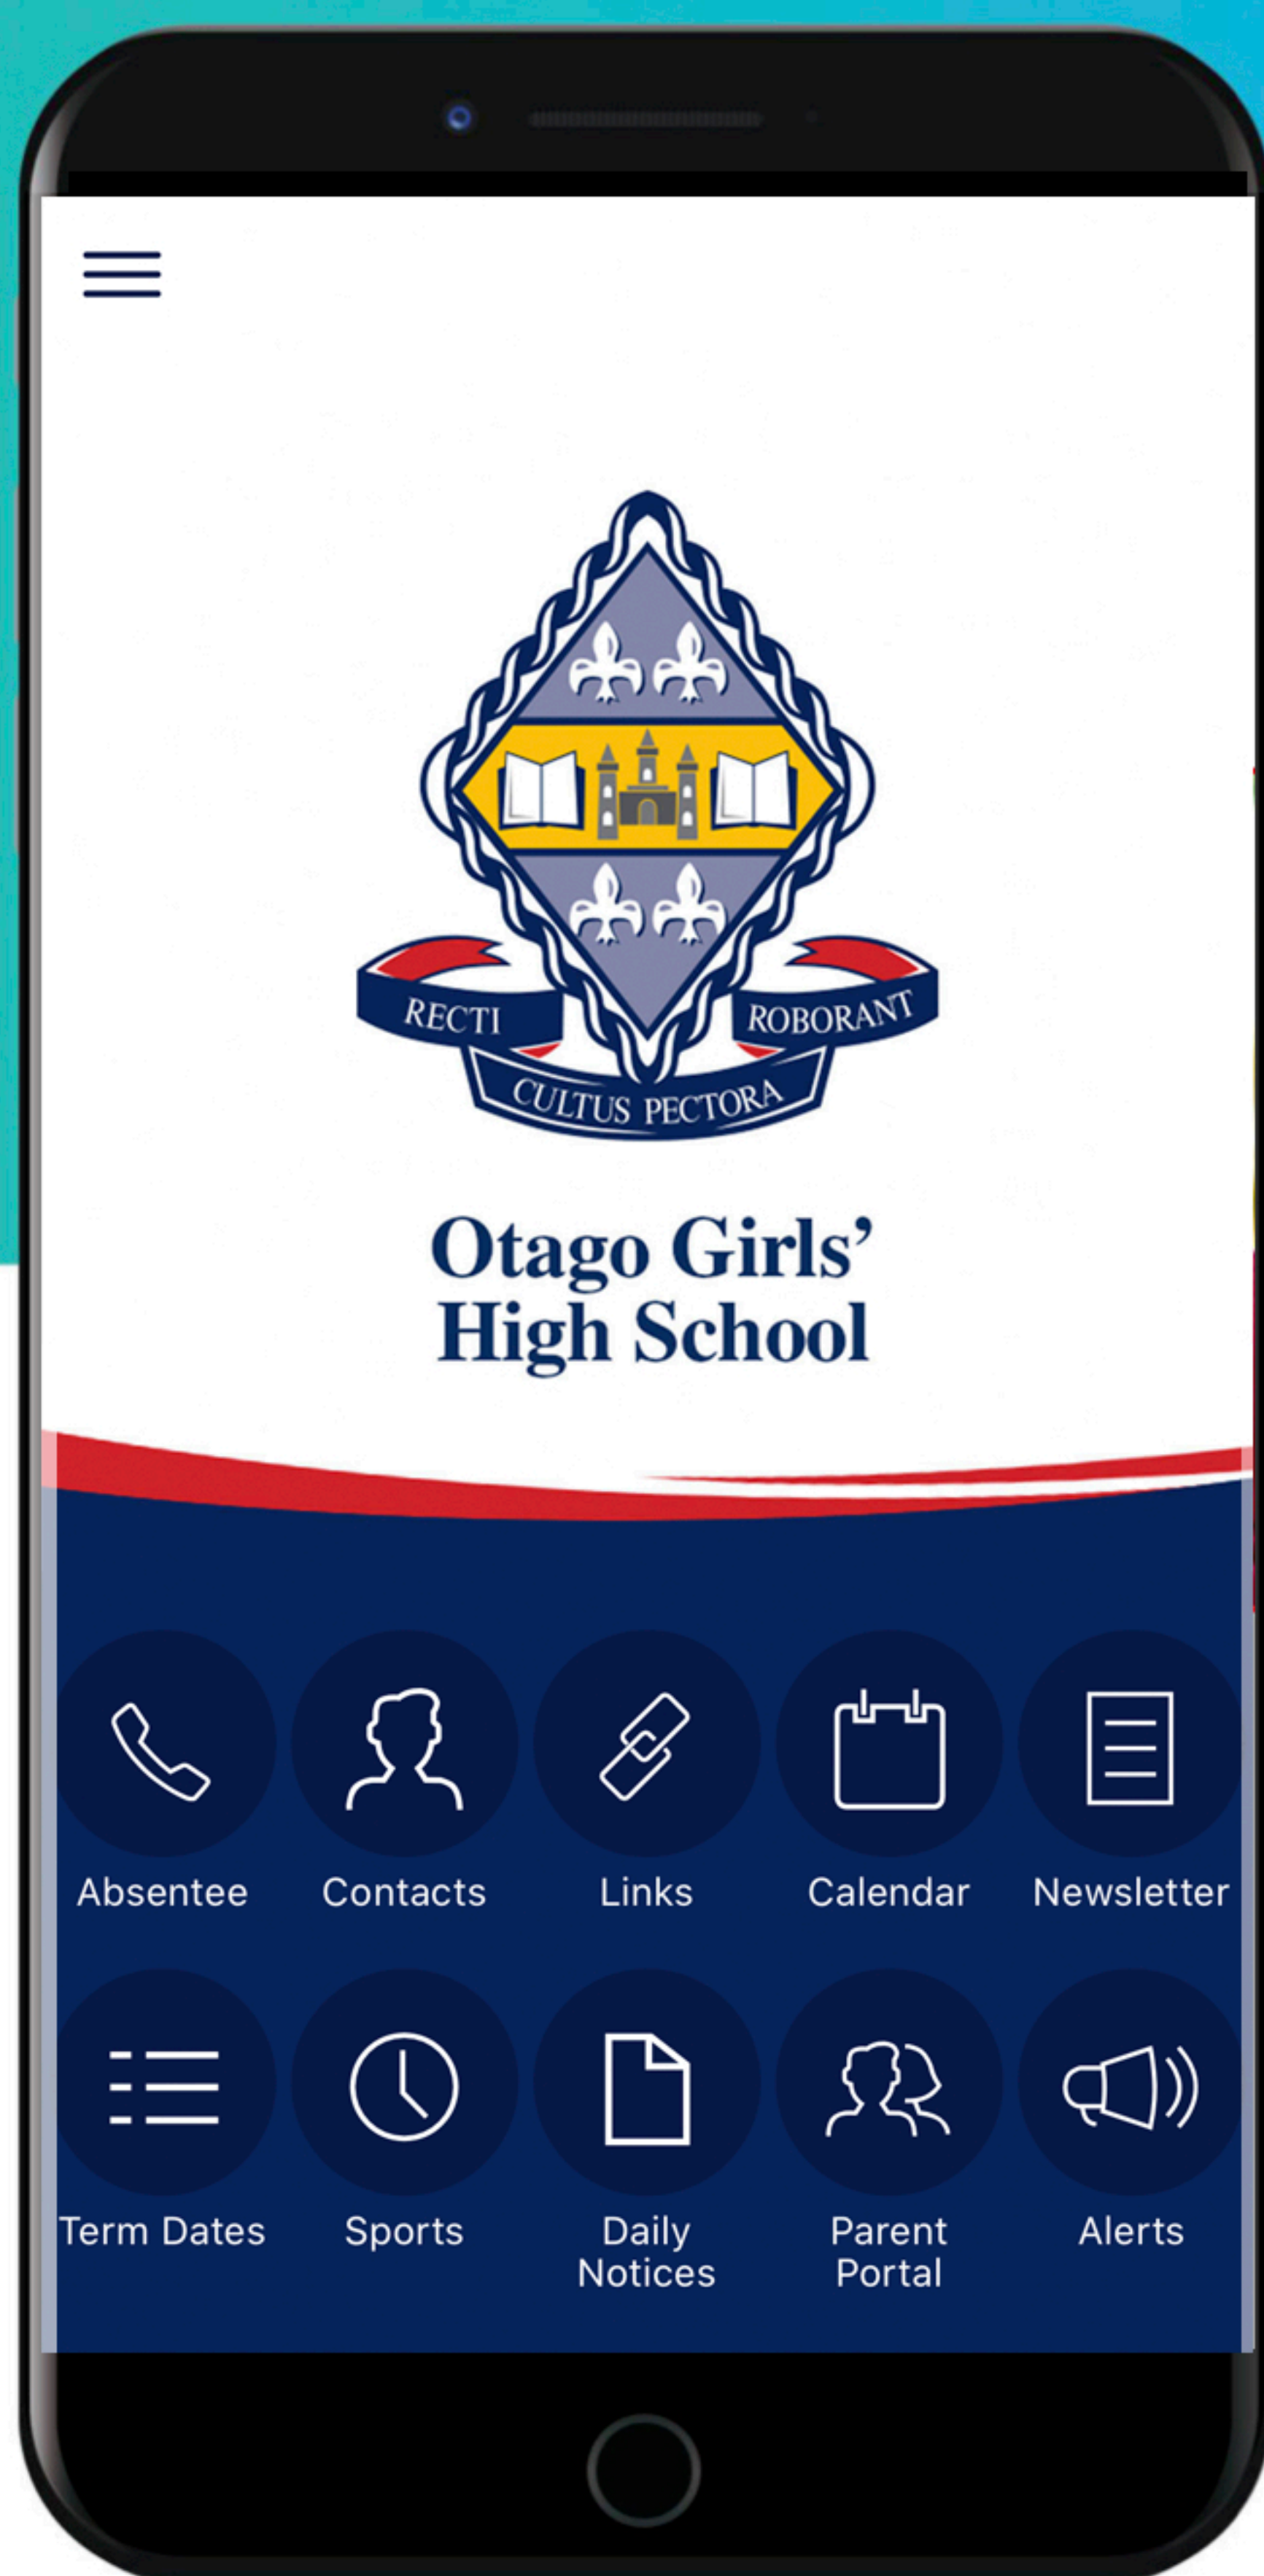 RECTI
ROBORANT
CULTUS PECTORA
Otago Girls’
High School
Absentee
Contacts
Links
Calendar
Newsletter
Term Dates
Sports
Daily
Notices
Parent
Portal
Alerts